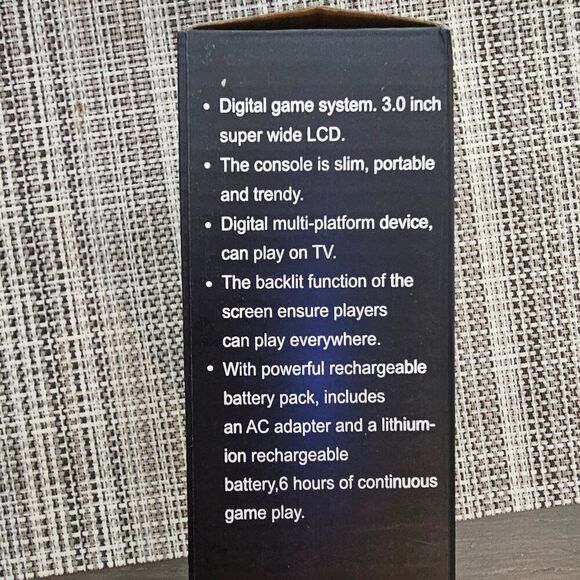 • Digital game system. 3.0 inch
super wide LCD.
• The console is slim, portable
and trendy.
• Digital multi-platform device,
can play on TV.
• The backlit function of the
screen ensure players
can play everywhere.
• With powerful rechargeable
battery pack, includes
an AC adapter and a lithium-
ion rechargeable
battery,6 hours of continuous
game play.